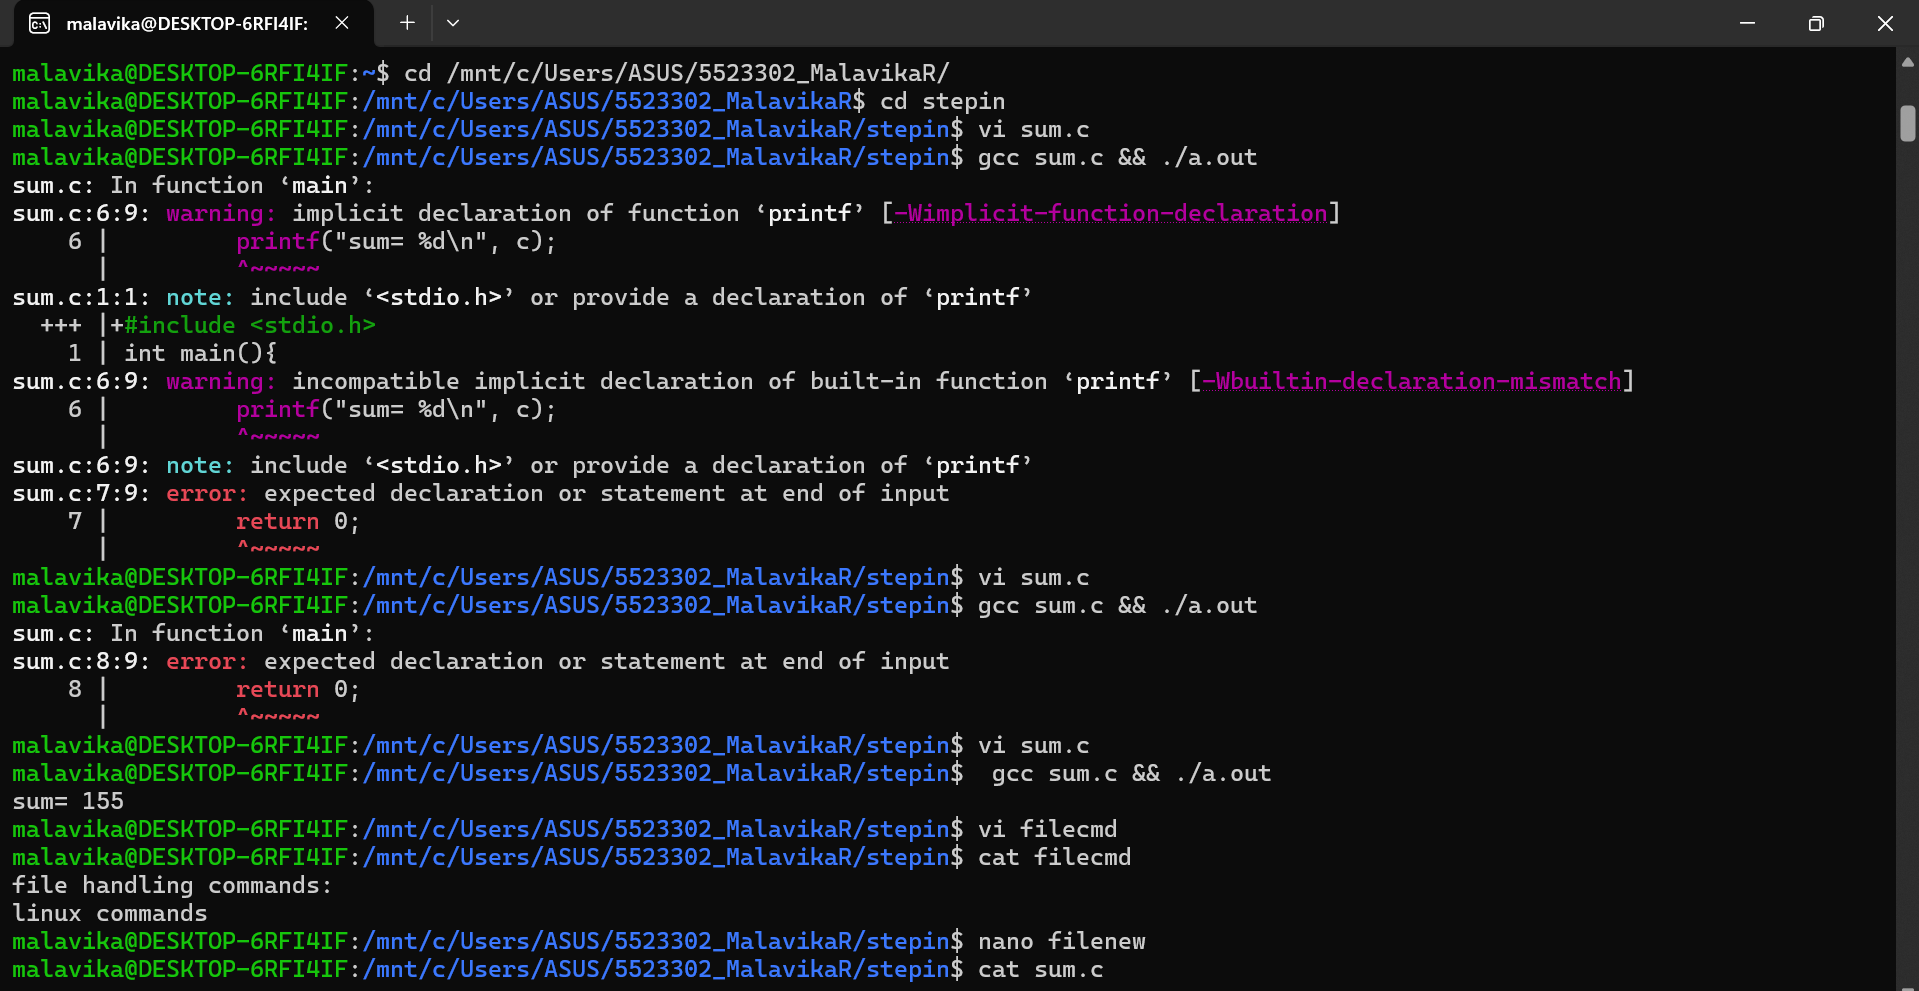 malavika@DESKTOP-6RFI4IF:
malavika@DESKTOP-6RFI4IF:~$ cd /mnt/c/Users/ASUS/5523302_MalavikaR/
malavika@DESKTOP-6RFI4IF:/mnt/c/Users/ASUS/5523302_MalavikaR$ cd stepin
malavika@DESKTOP-6RFI4IF:/mnt/c/Users/ASUS/5523302_MalavikaR/stepin$ vi sum.c
malavika@DESKTOP-6RFI4IF:/mnt/c/Users/ASUS/5523302_MalavikaR/stepin$ gcc sum.c && ./a.out
sum.c: In function ‘main’:
sum.c:6:9: warning: implicit declaration of function ‘printf’ [-Wimplicit-function-declaration]
    6 |         printf("sum= %d\n", c);
      |         ^~~~~~
sum.c:1:1: note: include ‘<stdio.h>’ or provide a declaration of ‘printf’
  +++ |+#include <stdio.h>
    1 | int main(){
sum.c:6:9: warning: incompatible implicit declaration of built-in function ‘printf’ [-Wbuiltin-declaration-mismatch]
    6 |         printf("sum= %d\n", c);
      |         ^~~~~~
sum.c:6:9: note: include ‘<stdio.h>’ or provide a declaration of ‘printf’
sum.c:7:9: error: expected declaration or statement at end of input
    7 |         return 0;
      |         ^~~~~~
malavika@DESKTOP-6RFI4IF:/mnt/c/Users/ASUS/5523302_MalavikaR/stepin$ vi sum.c
malavika@DESKTOP-6RFI4IF:/mnt/c/Users/ASUS/5523302_MalavikaR/stepin$ gcc sum.c && ./a.out
sum.c: In function ‘main’:
sum.c:8:9: error: expected declaration or statement at end of input
    8 |         return 0;
      |         ^~~~~~
malavika@DESKTOP-6RFI4IF:/mnt/c/Users/ASUS/5523302_MalavikaR/stepin$ vi sum.c
malavika@DESKTOP-6RFI4IF:/mnt/c/Users/ASUS/5523302_MalavikaR/stepin$  gcc sum.c && ./a.out
sum= 155
malavika@DESKTOP-6RFI4IF:/mnt/c/Users/ASUS/5523302_MalavikaR/stepin$ vi filecmd
malavika@DESKTOP-6RFI4IF:/mnt/c/Users/ASUS/5523302_MalavikaR/stepin$ cat filecmd
file handling commands:
linux commands
malavika@DESKTOP-6RFI4IF:/mnt/c/Users/ASUS/5523302_MalavikaR/stepin$ nano filenew
malavika@DESKTOP-6RFI4IF:/mnt/c/Users/ASUS/5523302_MalavikaR/stepin$ cat sum.c